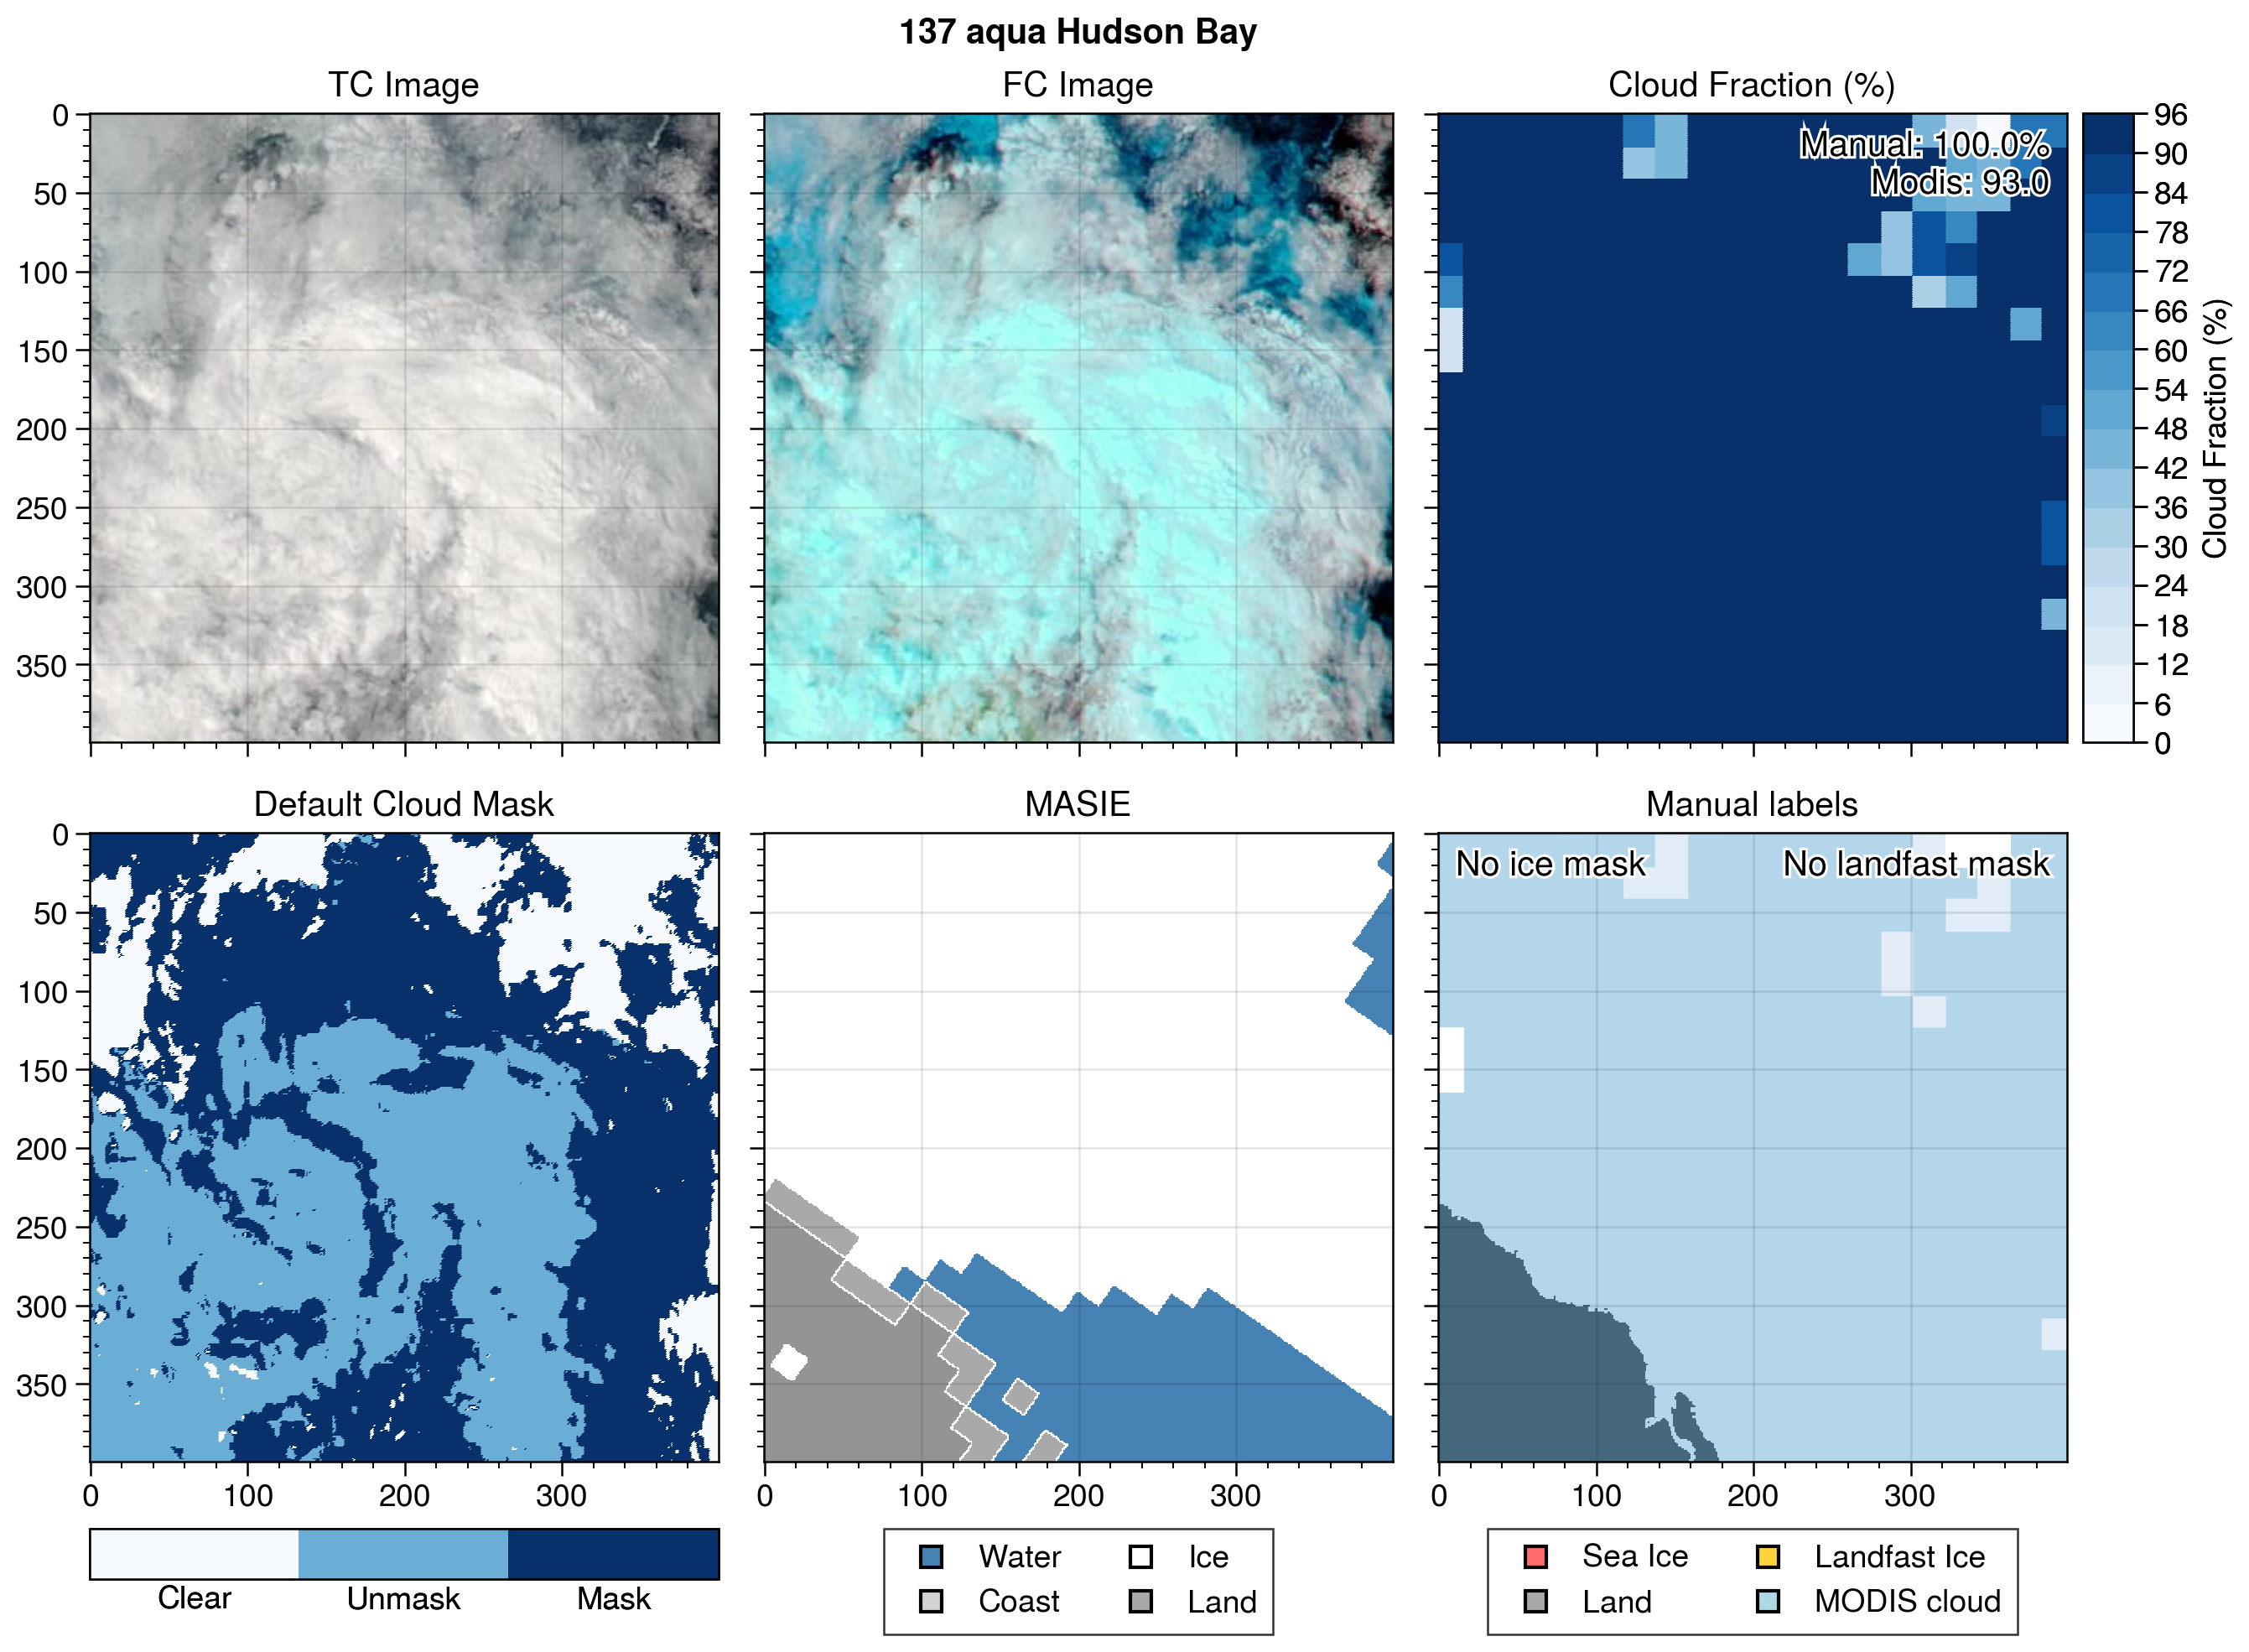 137 aqua Hudson Bay
TC Image
FC Image
Cloud Fraction (%)
0
50
100
150
200
250
300
350
Manual: 100.0%
Modis: 93.0
96
90
84
78
72
66
60
54
48
42
36
30
24
18
12
6
0
Cloud Fraction (%)
Default Cloud Mask
MASIE
Manual labels
0
50
100
150
200
250
300
350
No ice mask
No landfast mask
0 100 200 300
0 100 200 300
0 100 200 300
Clear Unmask Mask
Water Ice
Coast Land
Sea Ice Landfast Ice
Land MODIS cloud